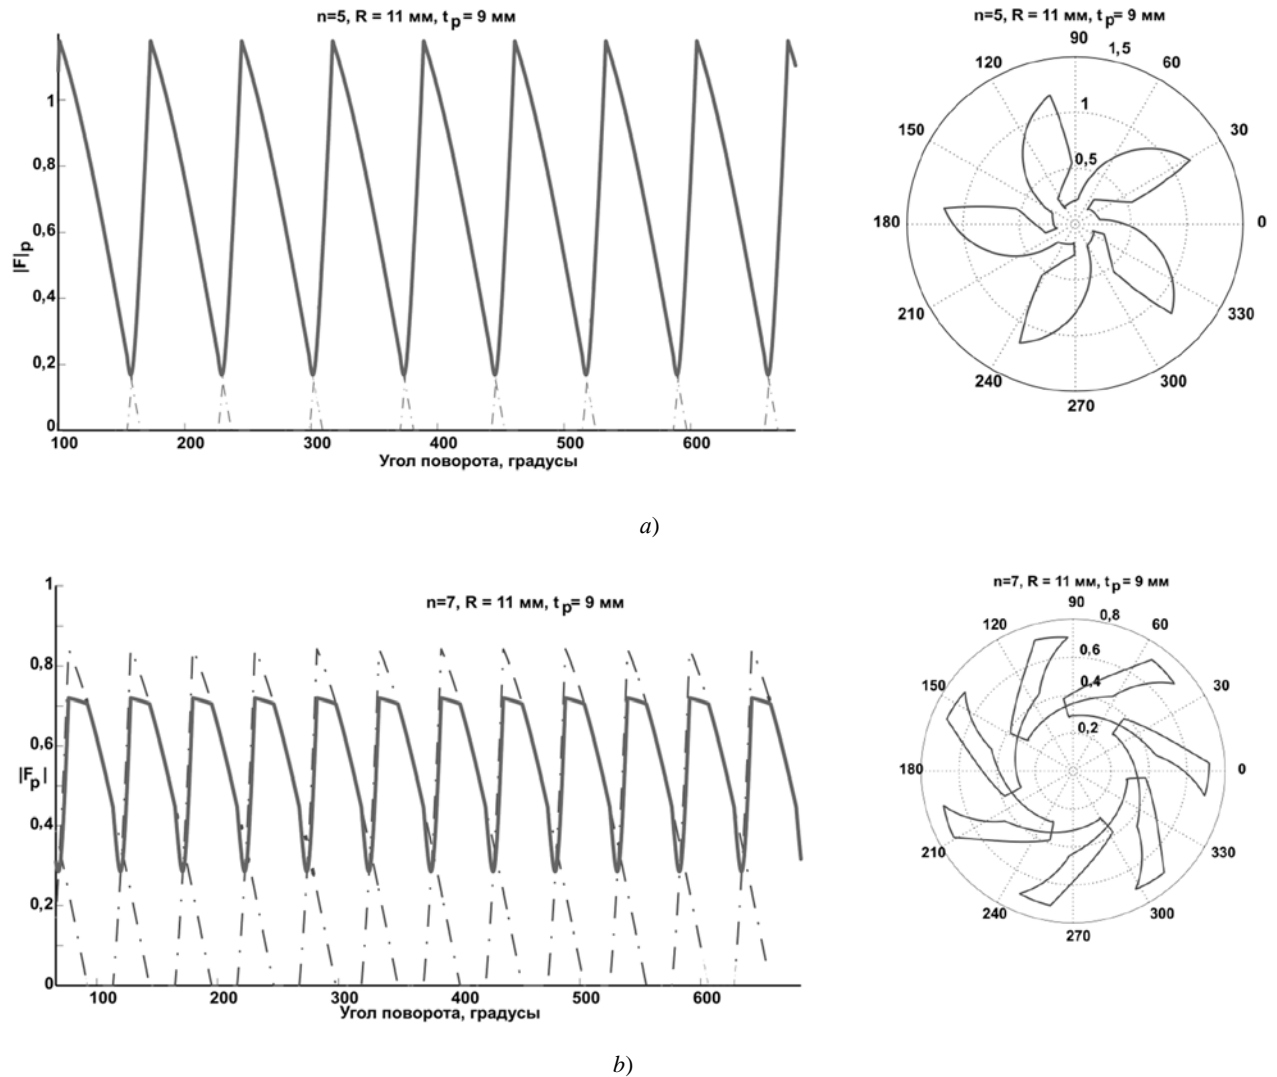 n=5, R = 11 мм, t p= 9 мм
|F|p
1
0,8
0,6
0,4
0,2
0
100 200 300 400 500 600
Угол поворота, градусы
n=5, R = 11 мм, t p= 9 мм
90
120 1,5 60
1
150 30
0,5
180 0
210 330
240 300
270
a)
n=7, R = 11 мм, t p= 9 мм
|Fp|
1
0,8
0,6
0,4
0,2
0
100 200 300 400 500 600
Угол поворота, градусы
n=7, R = 11 мм, t p= 9 мм
90
120 0,8 60
0,6
150 0,4 30
0,2
180 0
210 330
240 300
270
b)